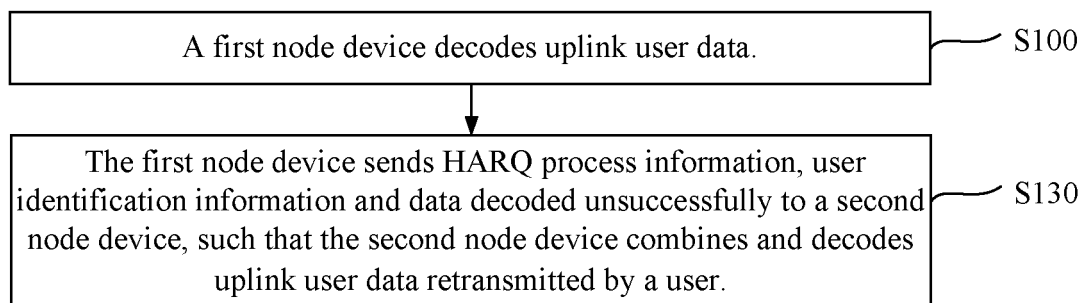 A first node device decodes uplink user data.
S100
The first node device sends HARQ process information, user
identification information and data decoded unsuccessfully to a second
node device, such that the second node device combines and decodes
uplink user data retransmitted by a user.
S130